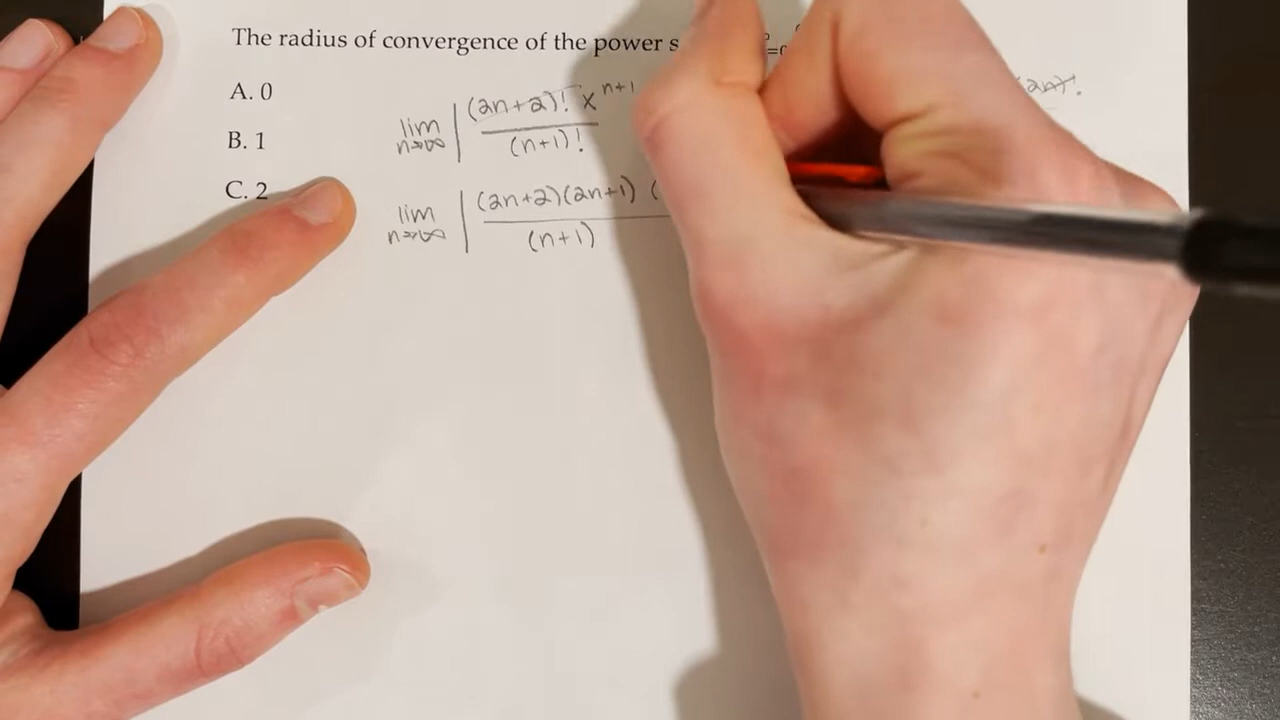 The radius of convergence of the power
A. 0
B. 1
C. 2
lim n→∞ | (2n+2)! x^{n+1} / (n+1)!
(2n)!
lim n→∞ | (2n+2)(2n+1) ( / (n+1)